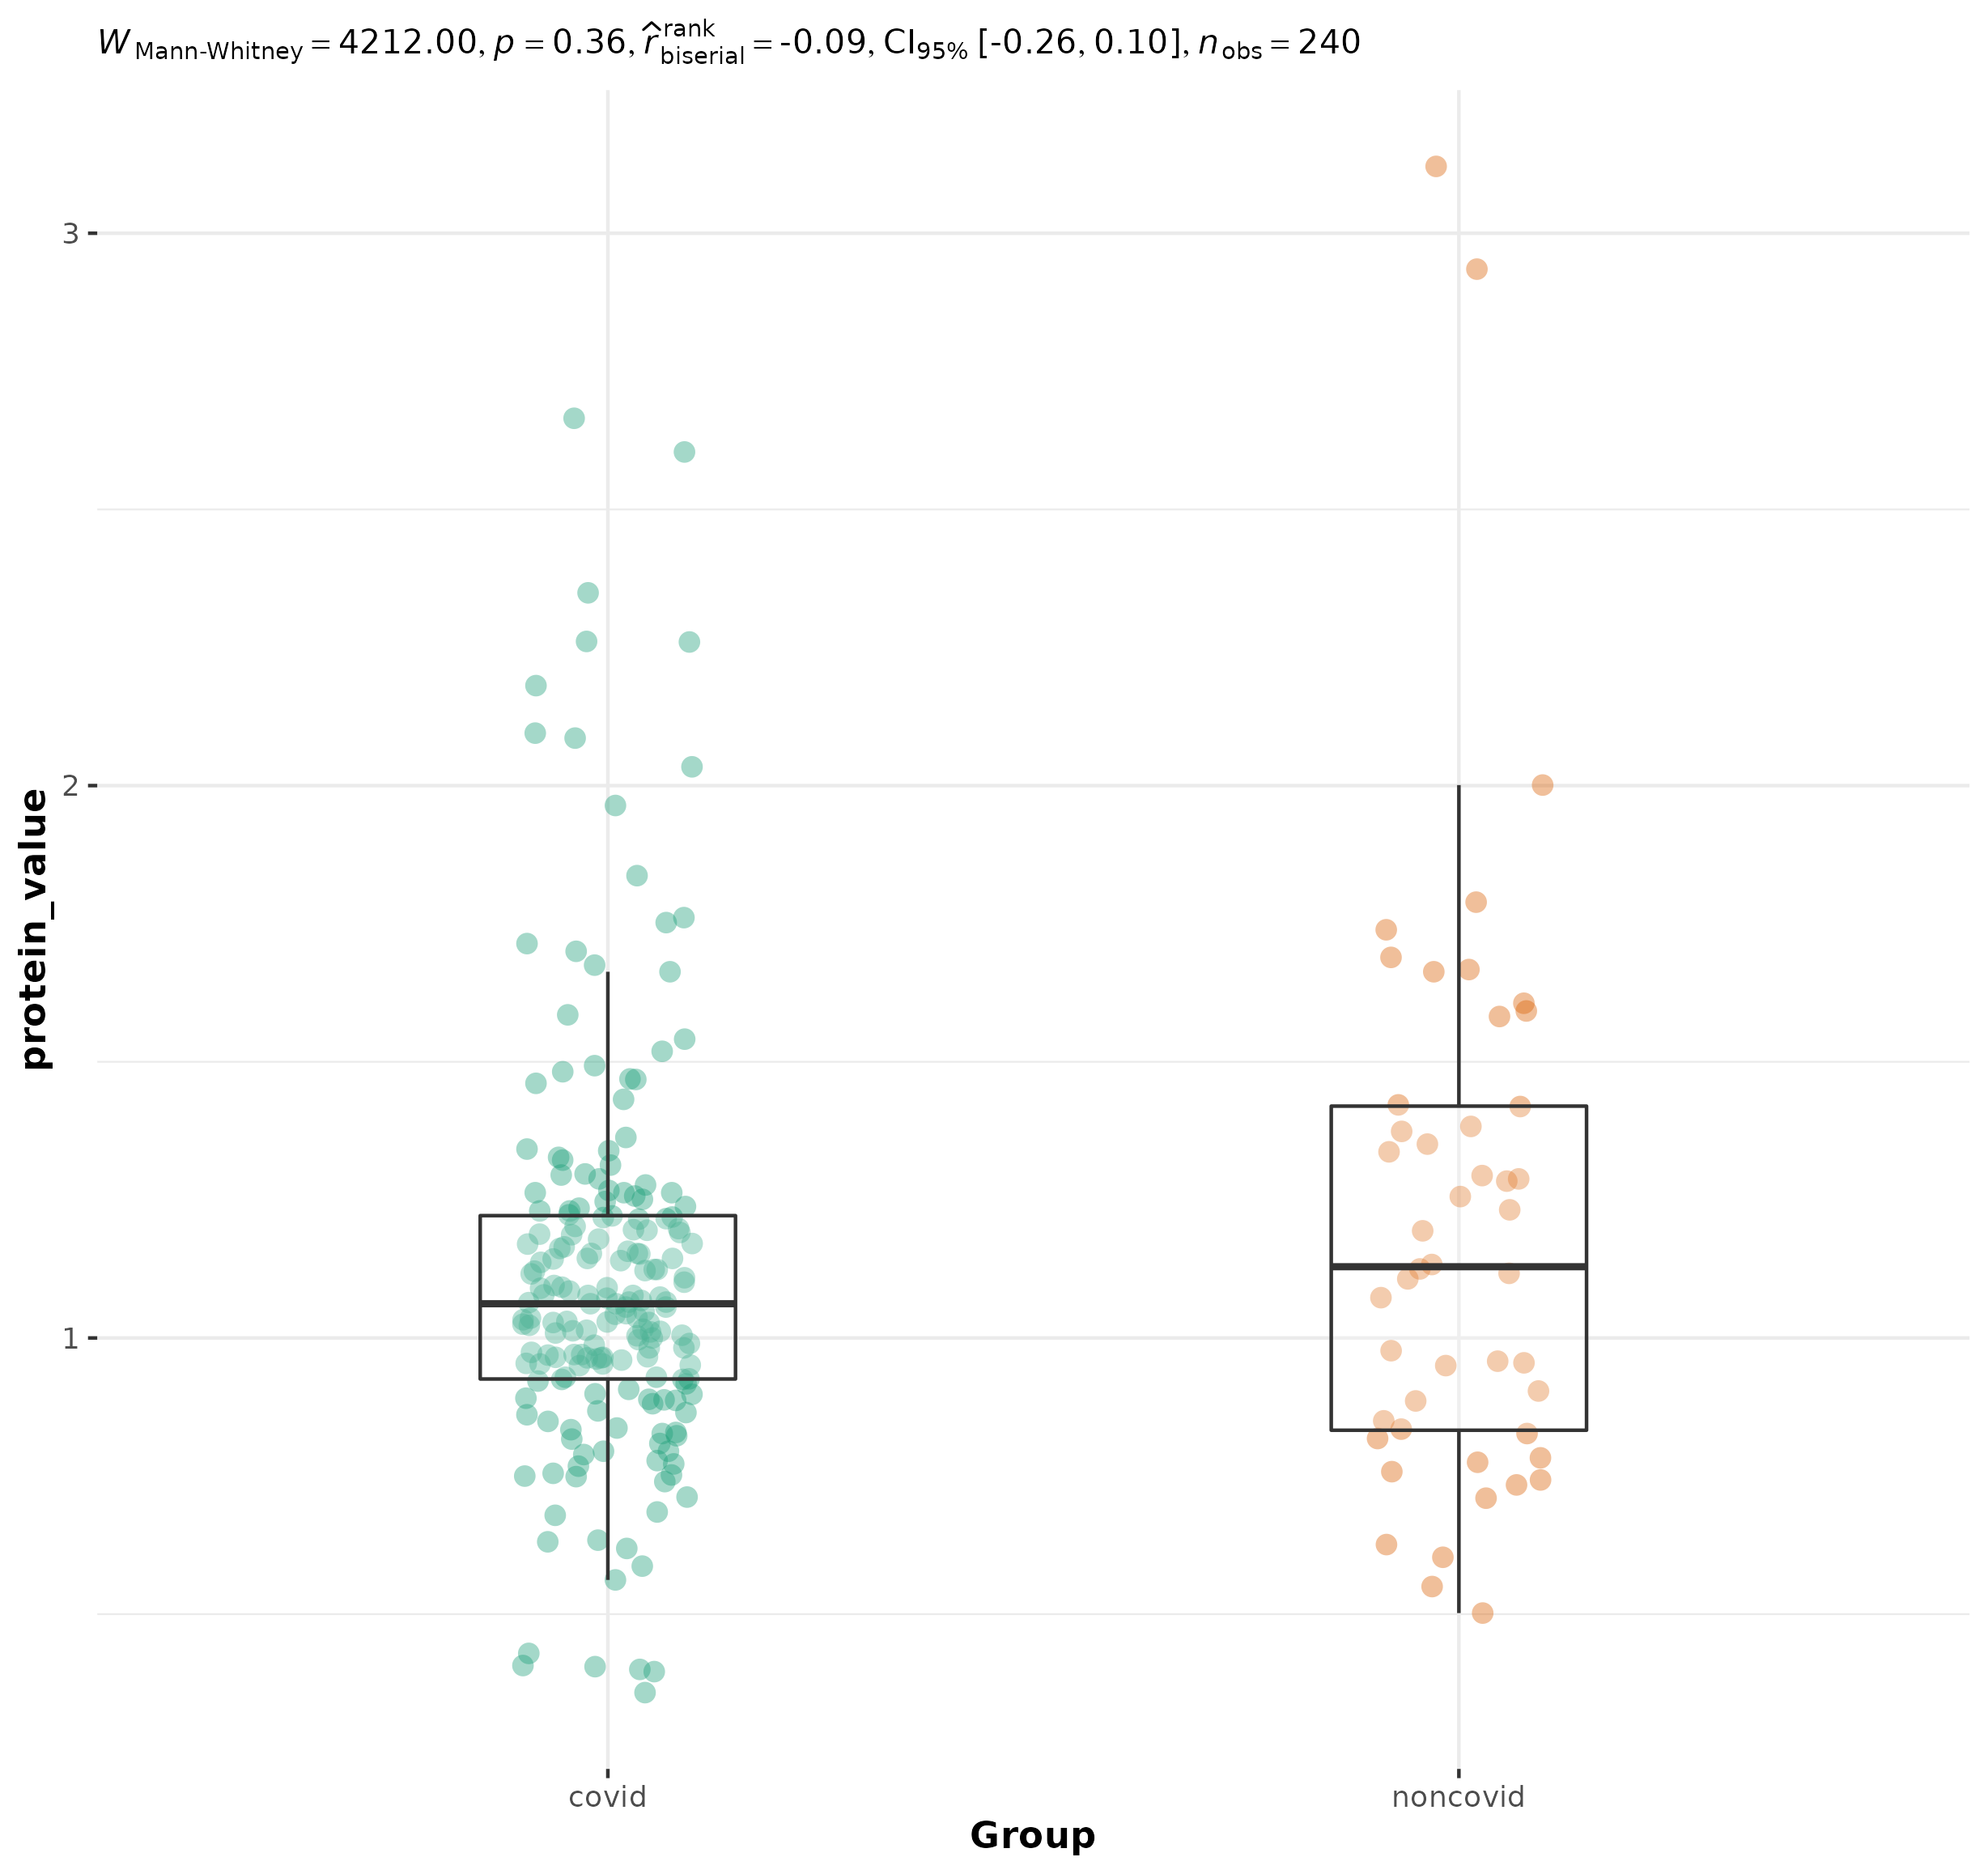 W Mann-Whitney = 4212.00, p = 0.36, r̂ rank biserial = -0.09, CI95% [-0.26, 0.10], nobs = 240
3
2
1
protein_value
covid noncovid
Group